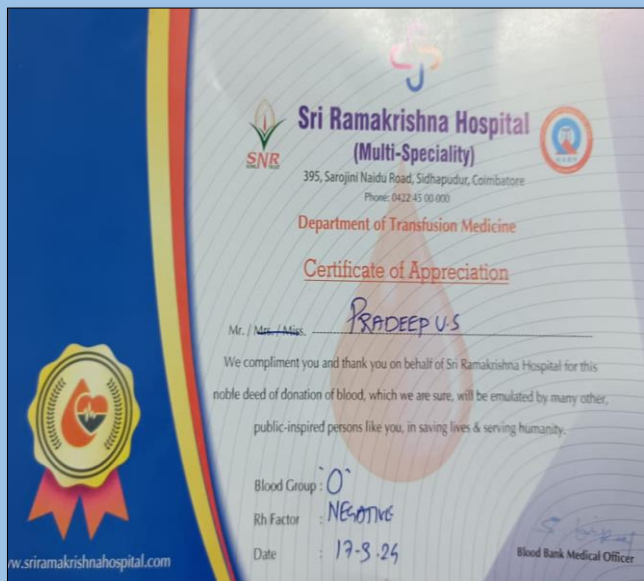 Sri Ramakrishna Hospital
(Multi-Speciality)
SNR
395, Sarojini Naidu Road, Sidhapudur, Coimbatore
Phone: 0422 45 00 000
Department of Transfusion Medicine
Certificate of Appreciation
Mr. / Mrs. / Miss. PRADEEP U.S
We compliment you and thank you on behalf of Sri Ramakrishna Hospital for this
noble deed of donation of blood, which we are sure, will be emulated by many other,
public-inspired persons like you, in saving lives & serving humanity.
Blood Group : "O"
Rh Factor : NEGATIVE
Date : 17-9-24
Blood Bank Medical Officer
www.sriramakrishnahospital.com